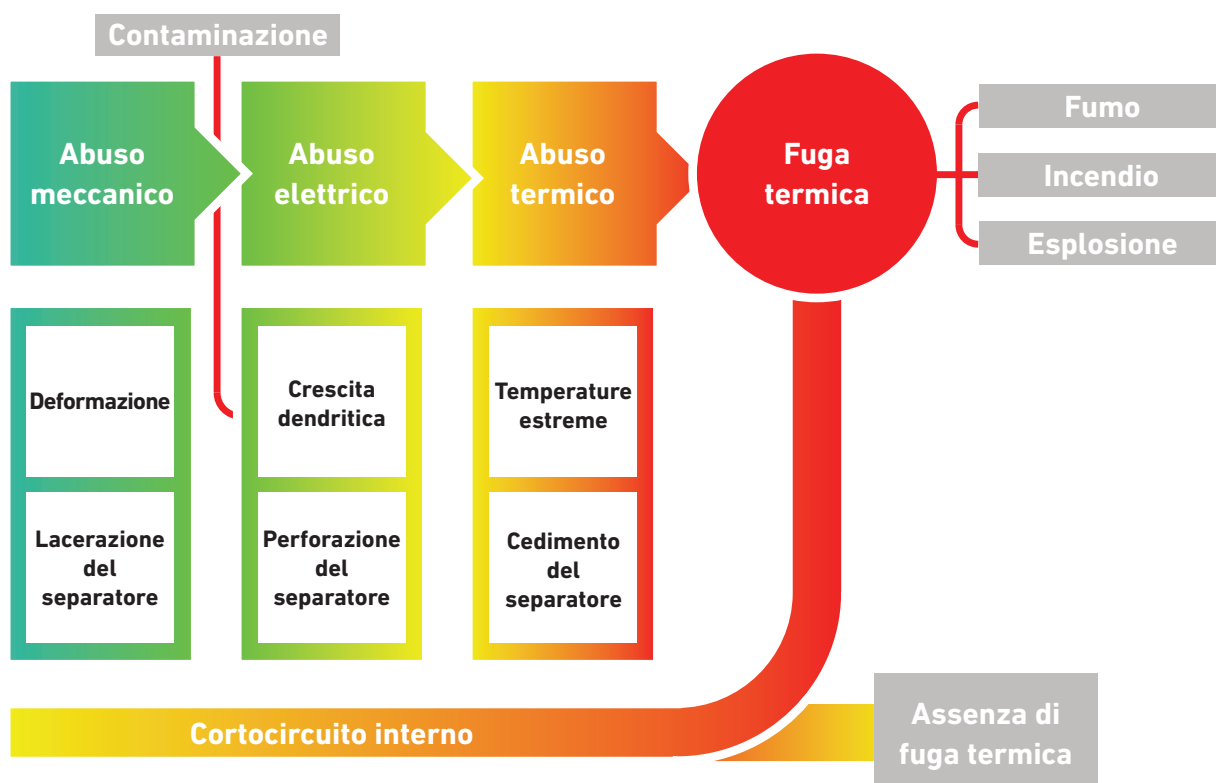 Contaminazione
Abuso
meccanico
Abuso
elettrico
Abuso
termico
Fuga
termica
Fumo
Incendio
Esplosione
Deformazione
Crescita
dendritica
Temperature
estreme
Lacerazione
del
separatore
Perforazione
del
separatore
Cedimento
del
separatore
Cortocircuito interno
Assenza di
fuga termica